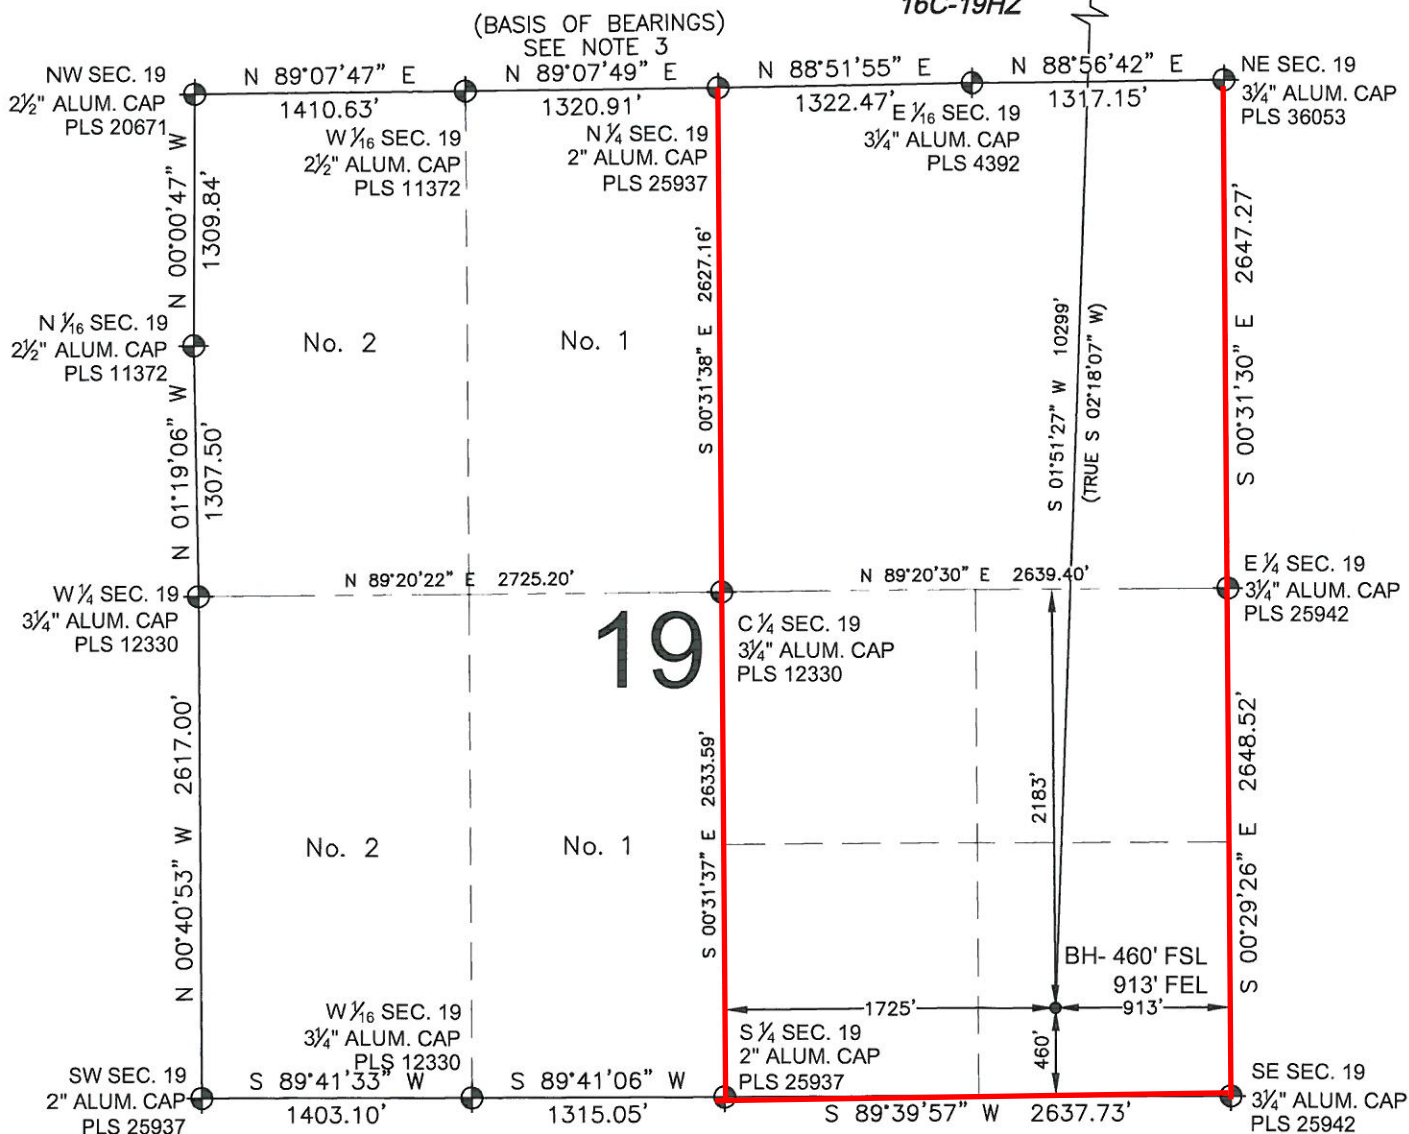 16C-19HZ
(BASIS OF BEARINGS)
SEE NOTE 3
NW SEC. 19
2½" ALUM. CAP
PLS 20671
N 89°07'47" E
1410.63'
N 89°07'49" E
1320.91'
N 88°51'55" E
1322.47'
N 88°56'42" E
1317.15'
NE SEC. 19
3¼" ALUM. CAP
PLS 36053
W 1/16 SEC. 19
2½" ALUM. CAP
PLS 11372
N ¼ SEC. 19
2" ALUM. CAP
PLS 25937
E 1/16 SEC. 19
3¼" ALUM. CAP
PLS 4392
N 00°00'47" W
1309.84'
S 00°31'38" E 2627.16'
S 01°51'27" W 10299'
(TRUE S 02°18'07" W)
S 00°31'30" E 2647.27'
N 1/16 SEC. 19
2½" ALUM. CAP
PLS 11372
No. 2
No. 1
N 01°19'06" W
1307.50'
N 89°20'22" E 2725.20'
N 89°20'30" E 2639.40'
W ¼ SEC. 19
3¼" ALUM. CAP
PLS 12330
19
C ¼ SEC. 19
3¼" ALUM. CAP
PLS 12330
E ¼ SEC. 19
3¼" ALUM. CAP
PLS 25942
N 00°40'53" W 2617.00'
S 00°31'37" E 2633.59'
2183'
S 00°29'26" E 2648.52'
No. 2
No. 1
BH- 460' FSL
913' FEL
1725'
913'
460'
W 1/16 SEC. 19
3¼" ALUM. CAP
PLS 12330
S ¼ SEC. 19
2" ALUM. CAP
PLS 25937
SW SEC. 19
2" ALUM. CAP
PLS 25937
S 89°41'33" W
1403.10'
S 89°41'06" W
1315.05'
S 89°39'57" W 2637.73'
SE SEC. 19
3¼" ALUM. CAP
PLS 25942